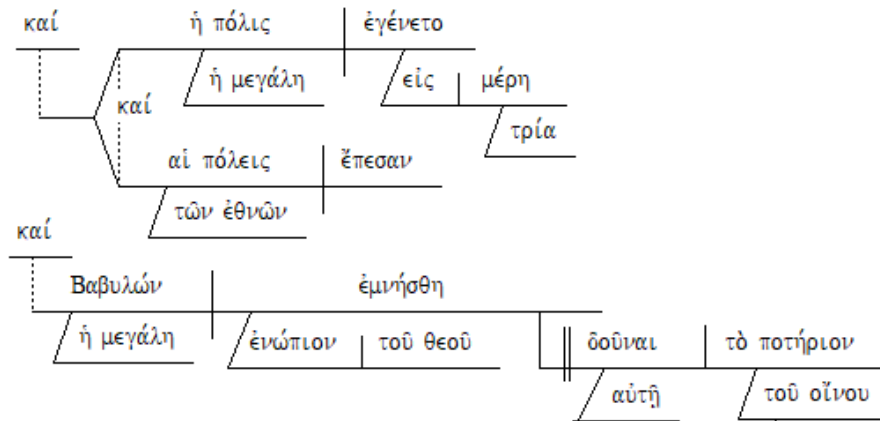 καί ἡ πόλις ἐγένετο
ἡ μεγάλη εἰς μέρη
καί
τρία
αἱ πόλεις ἔπεσαν
τῶν ἐθνῶν
καί
Βαβυλών ἐμνήσθη
ἡ μεγάλη ἐνώπιον τοῦ θεοῦ δοῦναι τὸ ποτήριον
αὐτῇ τοῦ οἴνου